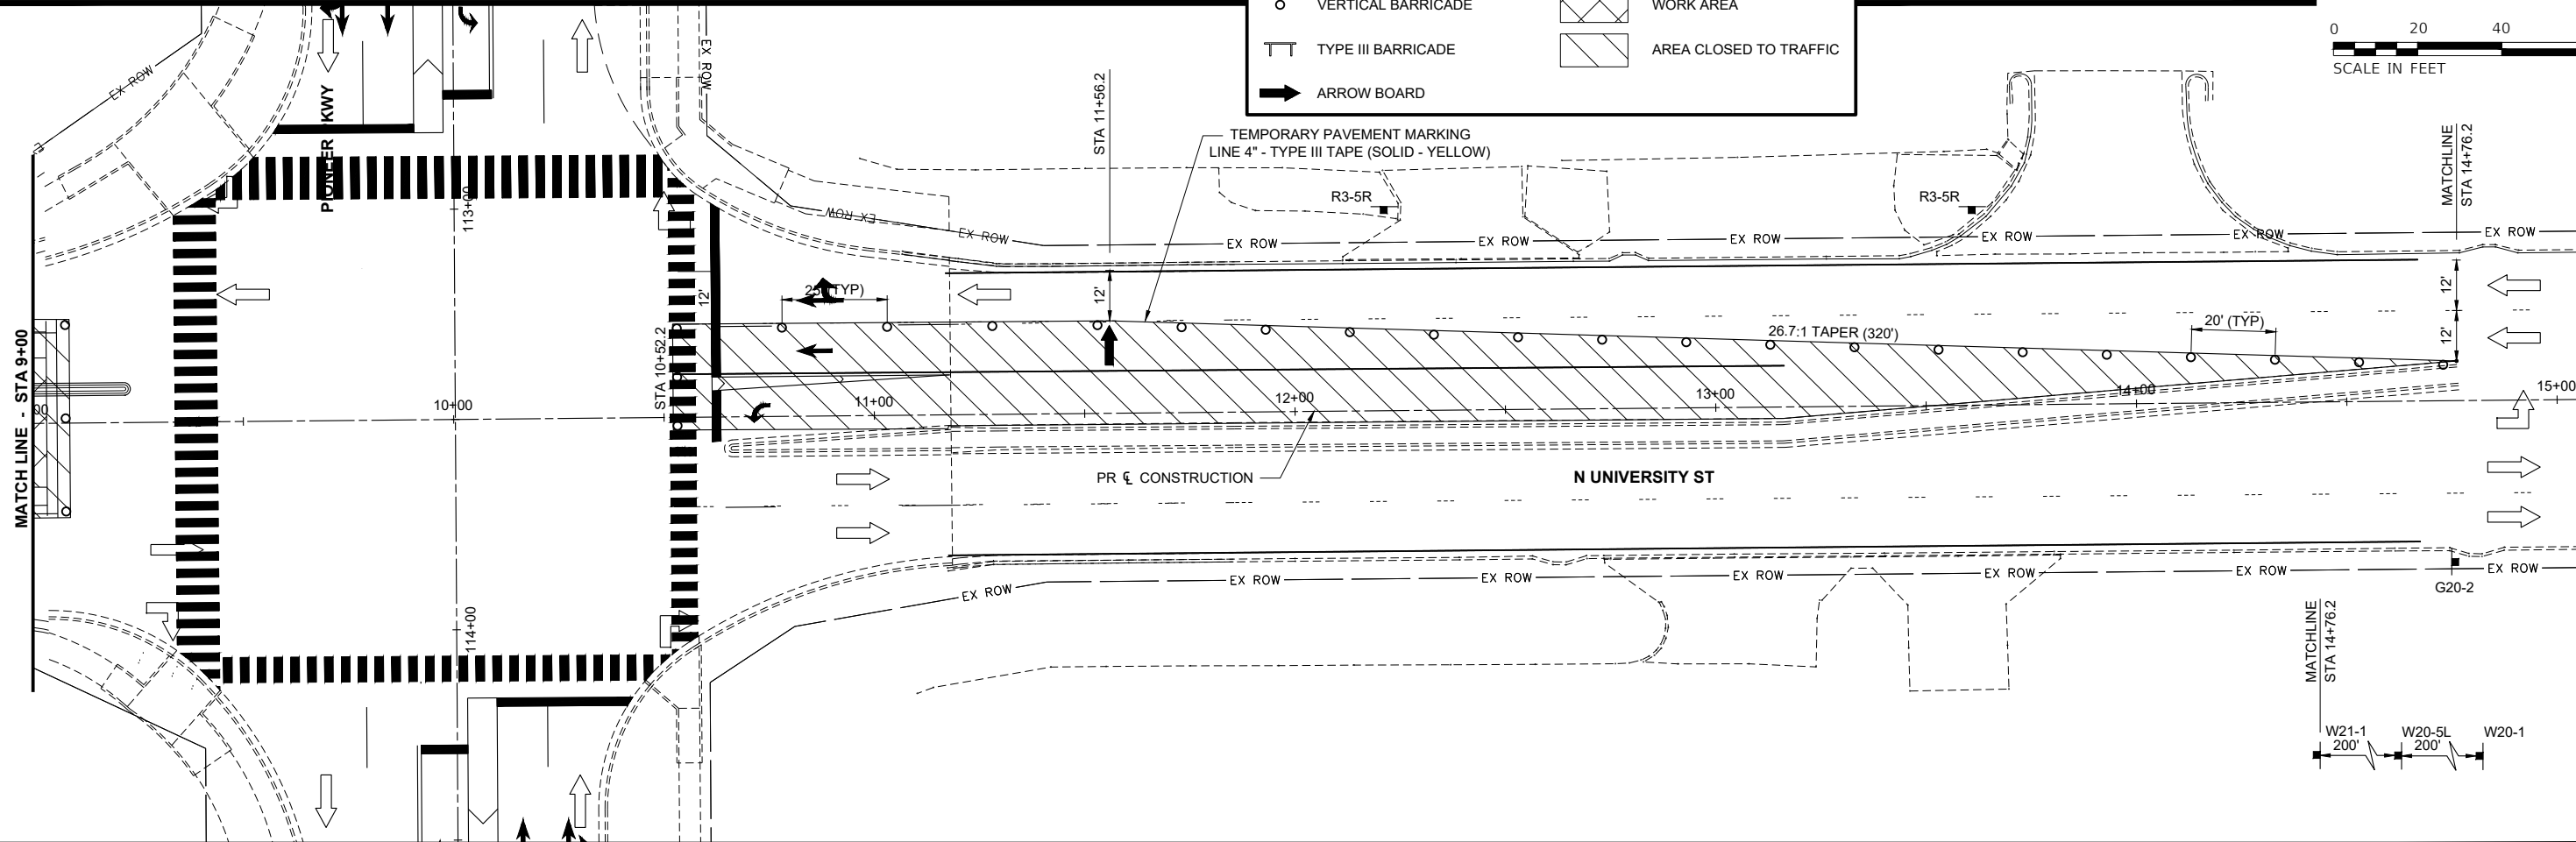 VERTICAL BARRICADE
WORK AREA
TYPE III BARRICADE
AREA CLOSED TO TRAFFIC
ARROW BOARD
0 20 40
SCALE IN FEET
EX ROW
PIONEER PKWY
EX ROW
STA 11+56.2
TEMPORARY PAVEMENT MARKING
LINE 4" - TYPE III TAPE (SOLID - YELLOW)
MATCHLINE
STA 14+76.2
113+00
R3-5R
R3-5R
EX ROW
EX ROW
EX ROW
EX ROW
EX ROW
EX ROW
EX ROW
EX ROW
12'
25' (TYP)
12'
12'
12'
MATCH LINE - STA 9+00
STA 10+52.2
26.7:1 TAPER (320')
20' (TYP)
00
10+00
11+00
12+00
13+00
14+00
15+00
PR ℄ CONSTRUCTION
N UNIVERSITY ST
EX ROW
EX ROW
EX ROW
EX ROW
EX ROW
EX ROW
EX ROW
G20-2
114+00
MATCHLINE
STA 14+76.2
W21-1
W20-5L
W20-1
200'
200'